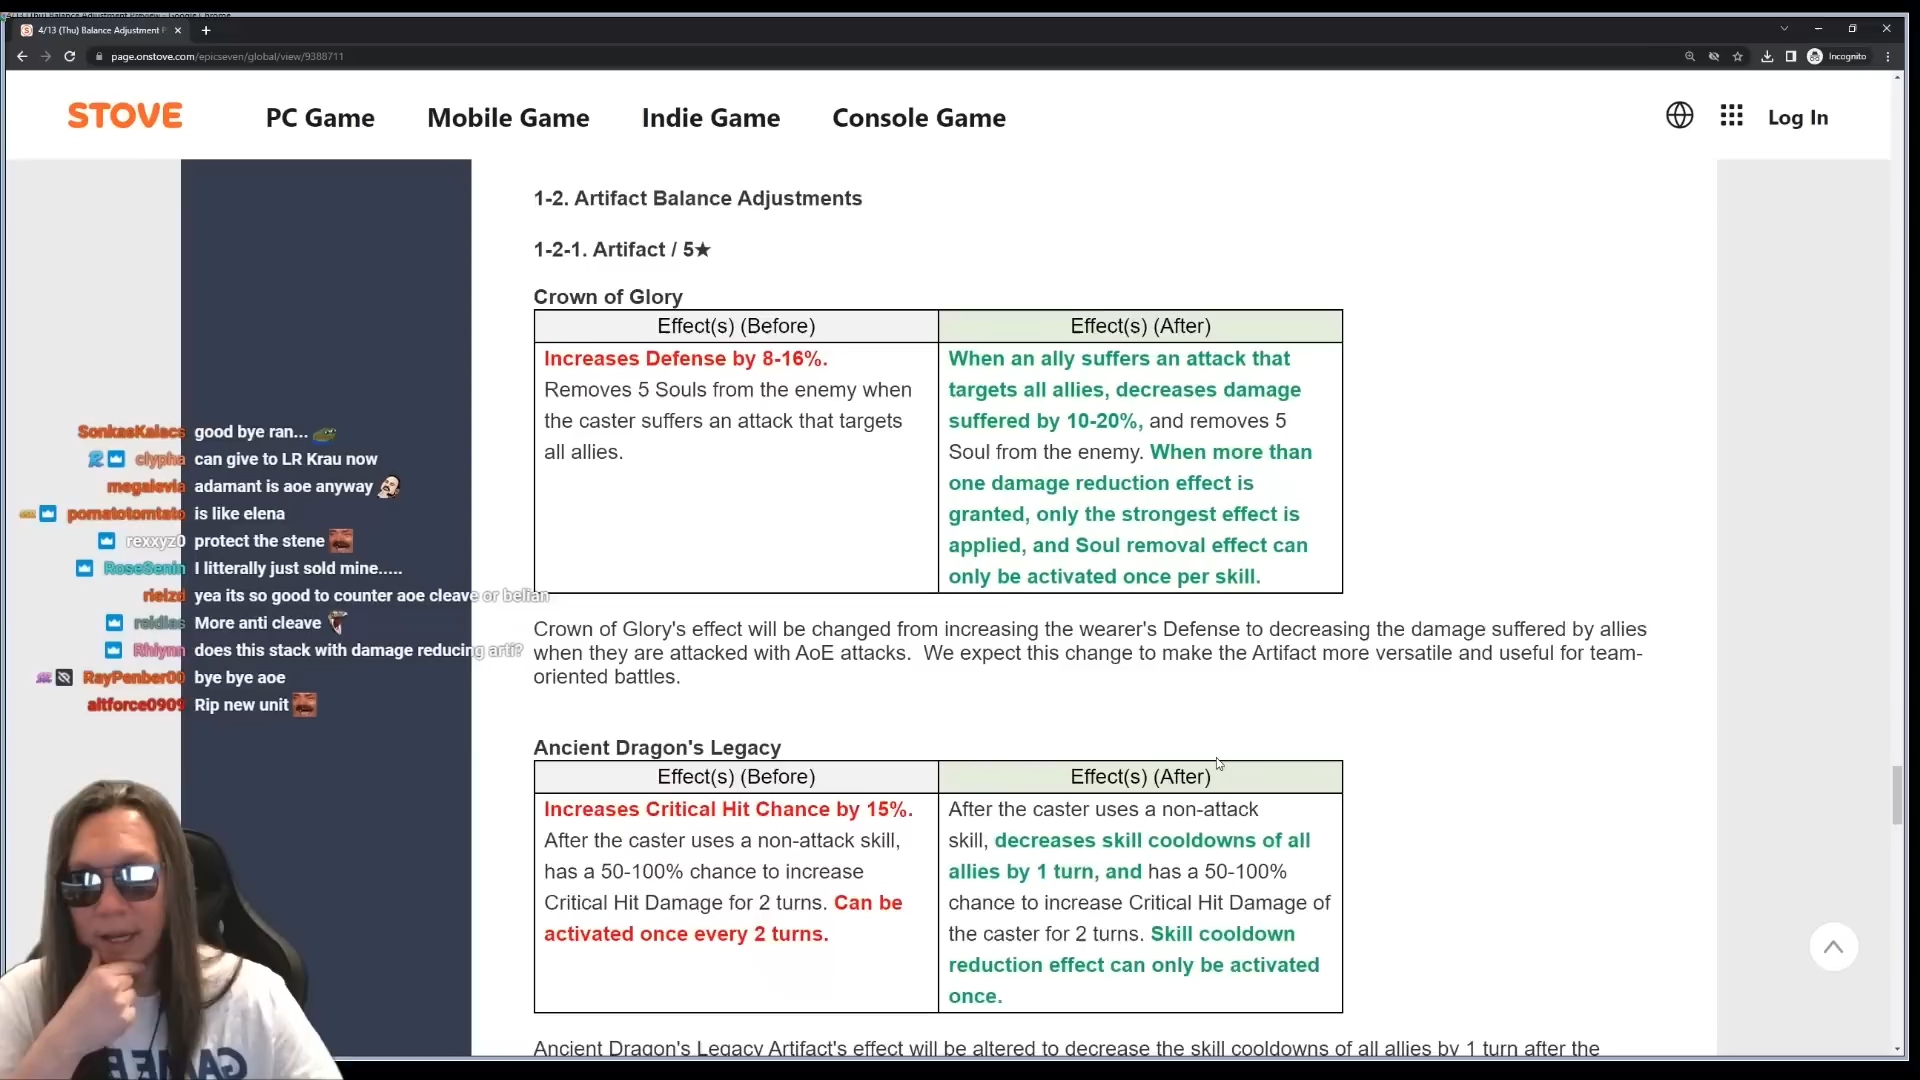 4/13 (Thu) Balance Adjustment Preview - Google Chrome
4/13 (Thu) Balance Adjustment P
page.onstove.com/epicseven/global/view/9388711
Incognito
STOVE
PC Game
Mobile Game
Indie Game
Console Game
Log In
1-2. Artifact Balance Adjustments
1-2-1. Artifact / 5★
Crown of Glory
Effect(s) (Before)
Increases Defense by 8-16%.
Removes 5 Souls from the enemy when
the caster suffers an attack that targets
all allies.
Effect(s) (After)
When an ally suffers an attack that
targets all allies, decreases damage
suffered by 10-20%, and removes 5
Soul from the enemy. When more than
one damage reduction effect is
granted, only the strongest effect is
applied, and Soul removal effect can
only be activated once per skill.
Crown of Glory's effect will be changed from increasing the wearer's Defense to decreasing the damage suffered by allies
when they are attacked with AoE attacks.  We expect this change to make the Artifact more versatile and useful for team-
oriented battles.
Ancient Dragon's Legacy
Effect(s) (Before)
Increases Critical Hit Chance by 15%.
After the caster uses a non-attack skill,
has a 50-100% chance to increase
Critical Hit Damage for 2 turns. Can be
activated once every 2 turns.
Effect(s) (After)
After the caster uses a non-attack
skill, decreases skill cooldowns of all
allies by 1 turn, and has a 50-100%
chance to increase Critical Hit Damage of
the caster for 2 turns. Skill cooldown
reduction effect can only be activated
once.
Ancient Dragon's Legacy Artifact's effect will be altered to decrease the skill cooldowns of all allies by 1 turn after the
SonkasKalacs good bye ran...
clypha can give to LR Krau now
megalevia adamant is aoe anyway
pomatotomtato is like elena
rexxyz0 protect the stene
RoseSenin I litterally just sold mine.....
rielzd yea its so good to counter aoe cleave or belian
reidlas More anti cleave
Rhlynn does this stack with damage reducing arti?
RayPenber00 bye bye aoe
altforce0909 Rip new unit